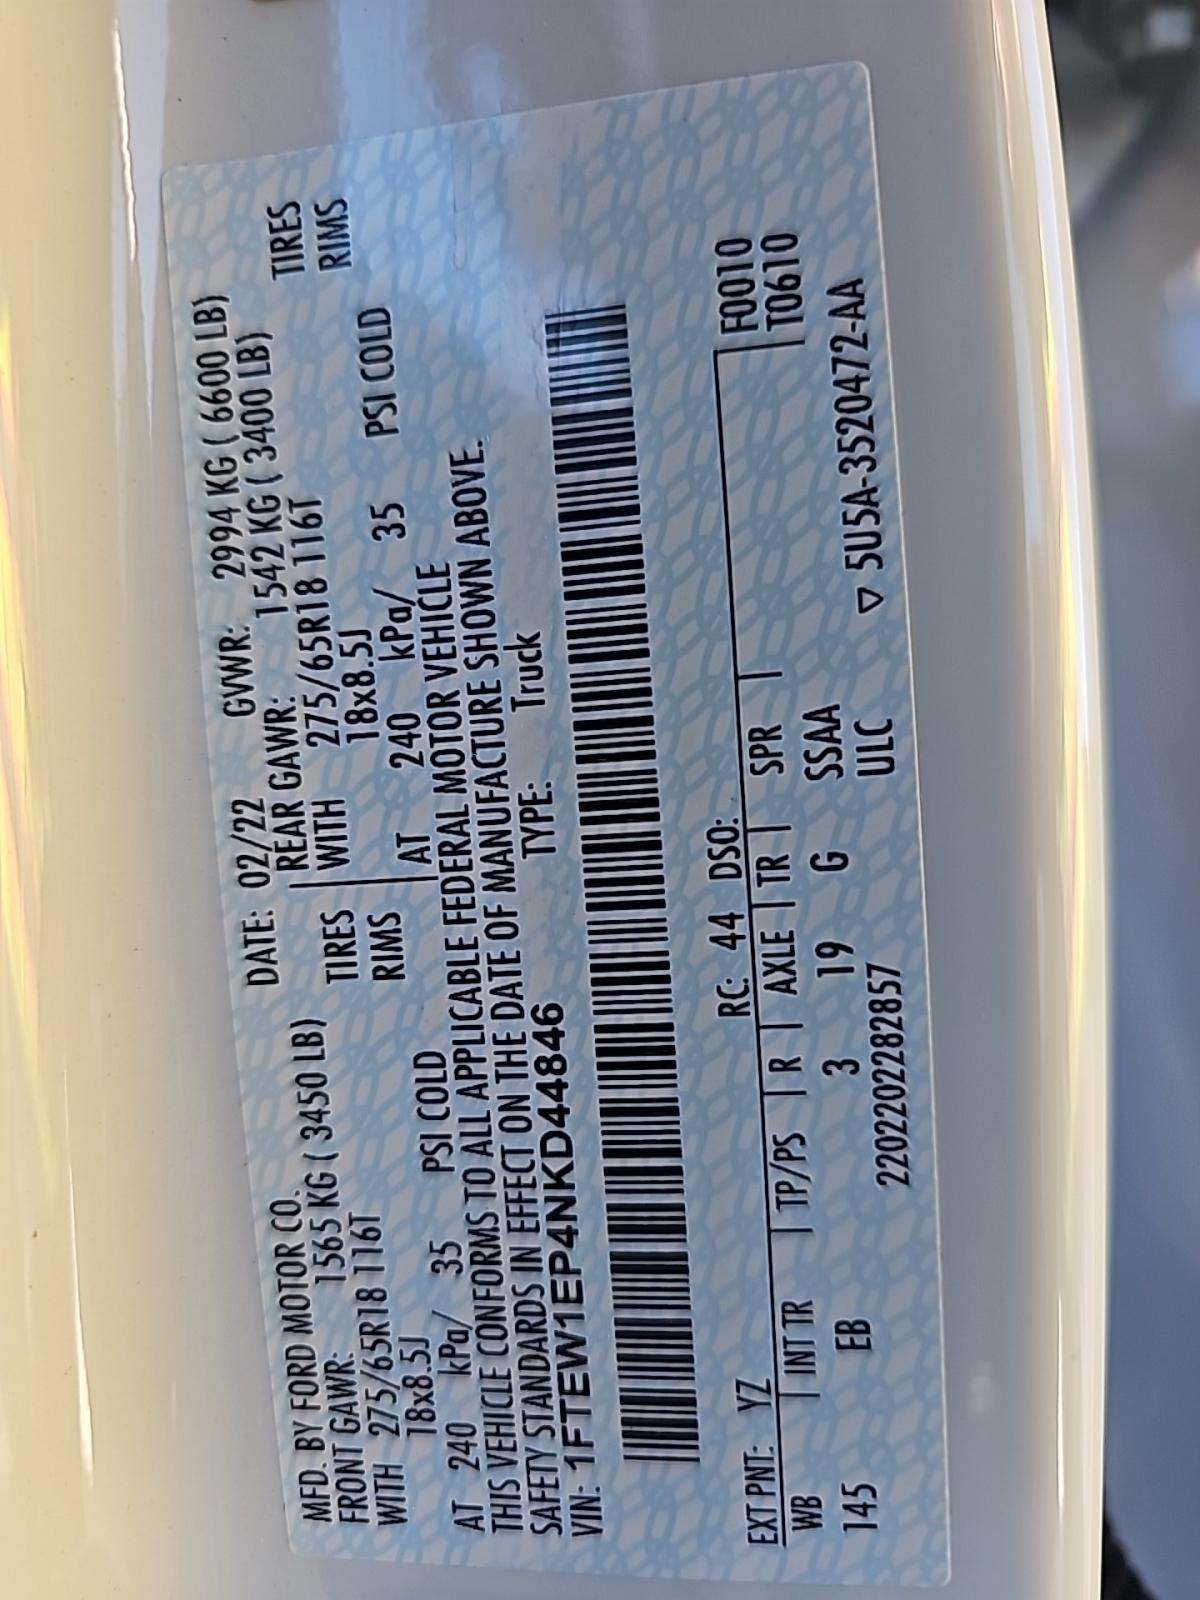 MFD. BY FORD MOTOR CO. DATE: 02/22 GVWR: 2994 KG ( 6600 LB)
FRONT GAWR: 1565 KG ( 3450 LB) REAR GAWR: 1542 KG ( 3400 LB)
WITH 275/65R18 116T TIRES WITH 275/65R18 116T TIRES
18x8.5J RIMS 18x8.5J RIMS
AT 240 kPa/ 35 PSI COLD AT 240 kPa/ 35 PSI COLD
THIS VEHICLE CONFORMS TO ALL APPLICABLE FEDERAL MOTOR VEHICLE
SAFETY STANDARDS IN EFFECT ON THE DATE OF MANUFACTURE SHOWN ABOVE.
VIN: 1FTEW1EP4NKD44846 TYPE: Truck
EXT PNT: YZ RC: 44 DSO: F0010
WB INT TR TP/PS R AXLE TR SPR T0610
145 EB 3 19 G SSAA
2202202282857 ULC ▽ 5U5A-3520472-AA